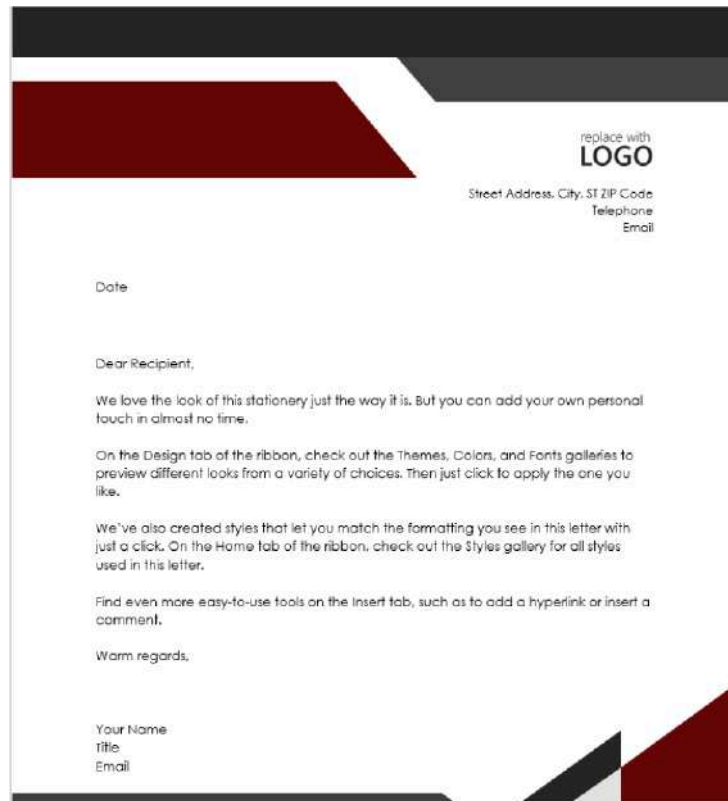 replace with
LOGO
Street Address, City, ST ZIP Code
Telephone
Email
Date
Dear Recipient,
We love the look of this stationery just the way it is. But you can add your own personal
touch in almost no time.
On the Design tab of the ribbon, check out the Themes, Colors, and Fonts galleries to
preview different looks from a variety of choices. Then just click to apply the one you
like.
We've also created styles that let you match the formatting you see in this letter with
just a click. On the Home tab of the ribbon, check out the Styles gallery for all styles
used in this letter.
Find even more easy-to-use tools on the Insert tab, such as to add a hyperlink or insert a
comment.
Warm regards,
Your Name
Title
Email